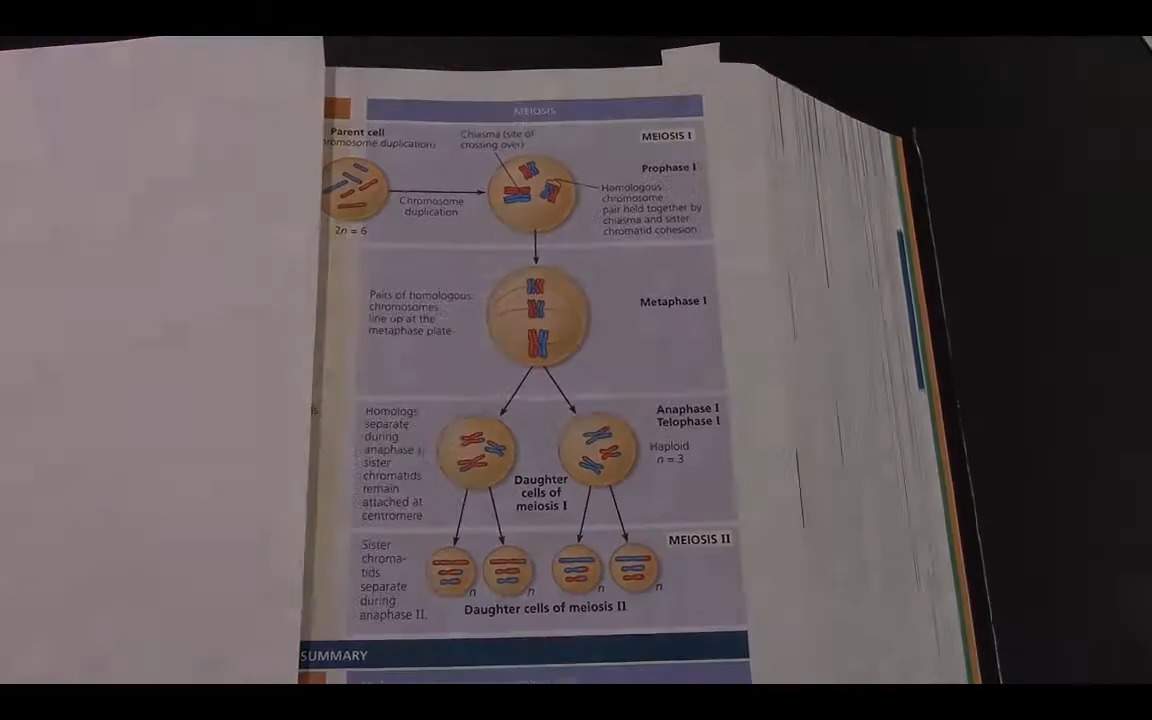 MEIOSIS
Parent cell
chromosome duplication)
2n = 6
Chromosome
duplication
Chiasma (site of
crossing over)
MEIOSIS I
Prophase I
Homologous
chromosome
pair held together by
chiasma and sister
chromatid cohesion
Pairs of homologous
chromosomes
line up at the
metaphase plate
Metaphase I
Homologs
separate
during
anaphase I;
sister
chromatids
remain
attached at
centromere
Daughter
cells of
meiosis I
Anaphase I
Telophase I
Haploid
n = 3
MEIOSIS II
Sister
chroma-
tids
separate
during
anaphase II.
n
n
n
n
Daughter cells of meiosis II
SUMMARY